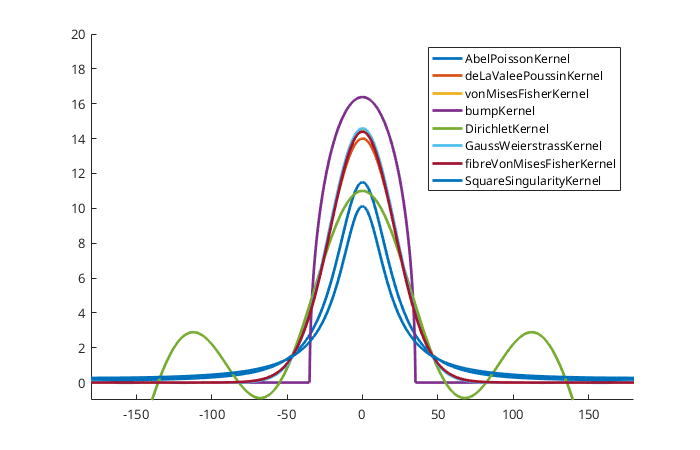 20
18
16
14
12
10
8
6
4
2
0
-150 -100 -50 0 50 100 150
AbelPoissonKernel
deLaValeePoussinKernel
vonMisesFisherKernel
bumpKernel
DirichletKernel
GaussWeierstrassKernel
fibreVonMisesFisherKernel
SquareSingularityKernel